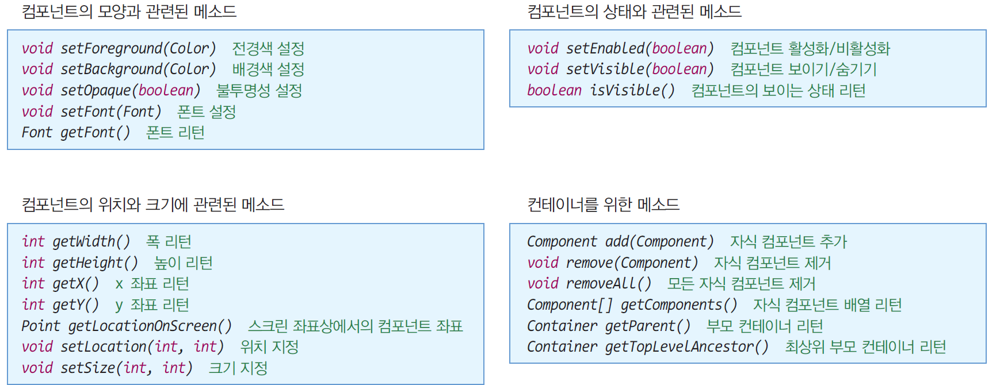 컴포넌트의 모양과 관련된 메소드
void setForeground(Color) 전경색 설정
void setBackground(Color) 배경색 설정
void setOpaque(boolean) 불투명성 설정
void setFont(Font) 폰트 설정
Font getFont() 폰트 리턴
컴포넌트의 상태와 관련된 메소드
void setEnabled(boolean) 컴포넌트 활성화/비활성화
void setVisible(boolean) 컴포넌트 보이기/숨기기
boolean isVisible() 컴포넌트의 보이는 상태 리턴
컴포넌트의 위치와 크기에 관련된 메소드
int getWidth() 폭 리턴
int getHeight() 높이 리턴
int getX() x 좌표 리턴
int getY() y 좌표 리턴
Point getLocationOnScreen() 스크린 좌표상에서의 컴포넌트 좌표
void setLocation(int, int) 위치 지정
void setSize(int, int) 크기 지정
컨테이너를 위한 메소드
Component add(Component) 자식 컴포넌트 추가
void remove(Component) 자식 컴포넌트 제거
void removeAll() 모든 자식 컴포넌트 제거
Component[] getComponents() 자식 컴포넌트 배열 리턴
Container getParent() 부모 컨테이너 리턴
Container getTopLevelAncestor() 최상위 부모 컨테이너 리턴